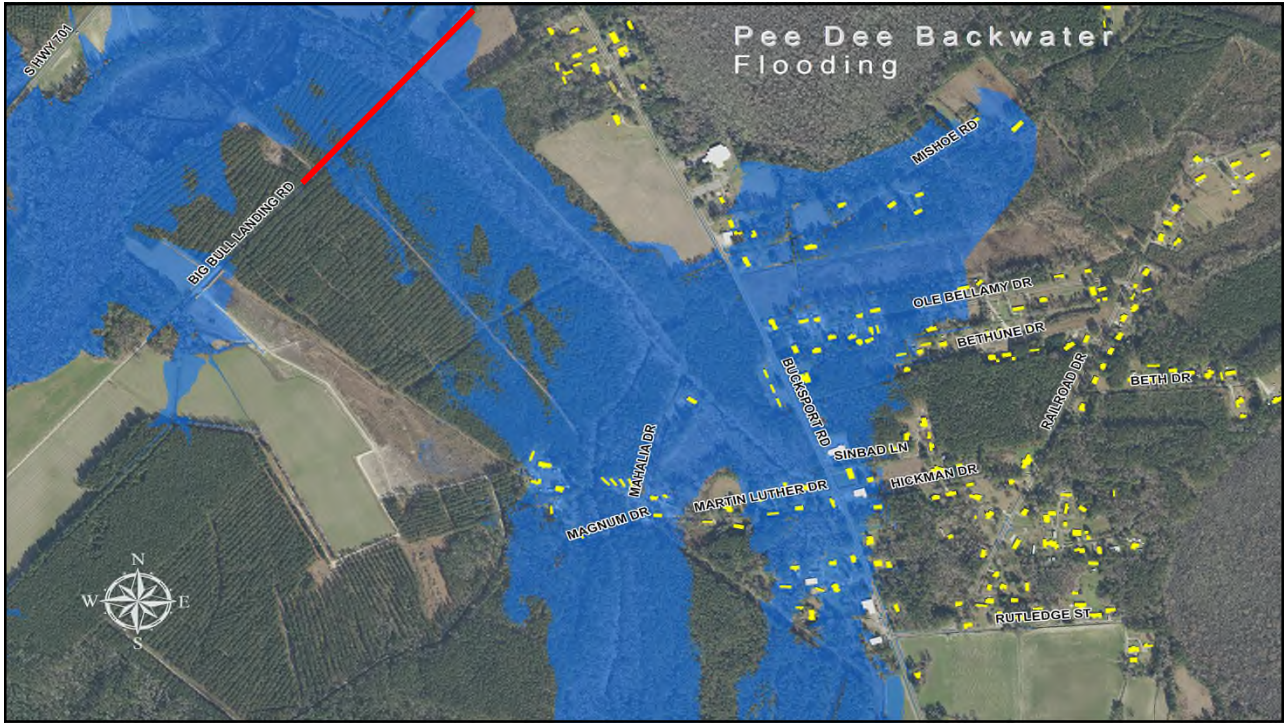 Pee Dee Backwater
Flooding
S HWY 701
MISHOE RD
BIG BULL LANDING RD
OLE BELLAMY DR
BETHUNE DR
BUCKSPORT RD
RAILROAD DR
BETH DR
SINBAD LN
MAHALIA DR
HICKMAN DR
MARTIN LUTHER DR
MAGNUM DR
N
W E
S
RUTLEDGE ST